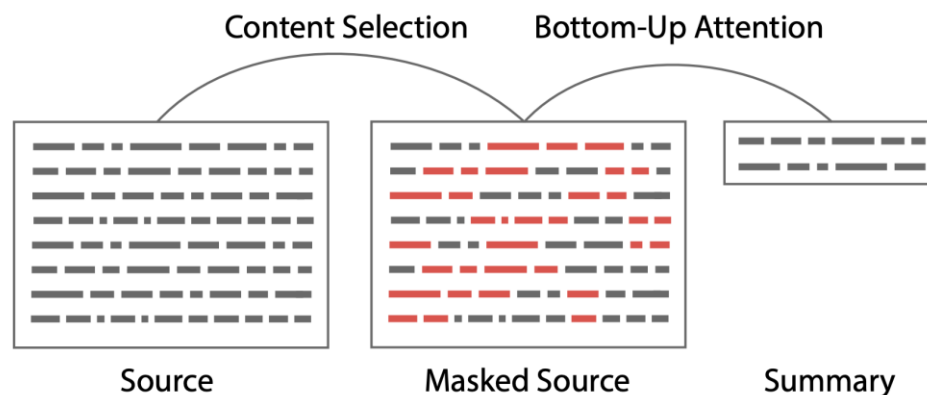 Content Selection
Bottom-Up Attention
Source
Masked Source
Summary